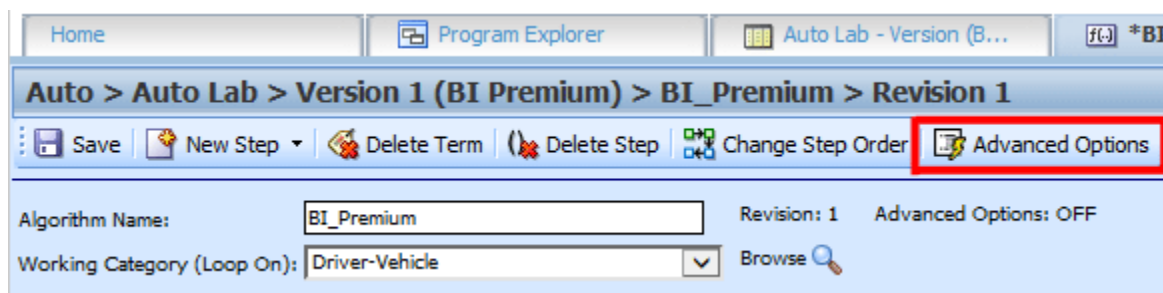 Home Program Explorer Auto Lab - Version (B... f(.) *BI
Auto > Auto Lab > Version 1 (BI Premium) > BI_Premium > Revision 1
Save New Step Delete Term Delete Step Change Step Order Advanced Options
Algorithm Name: BI_Premium Revision: 1 Advanced Options: OFF
Working Category (Loop On): Driver-Vehicle Browse